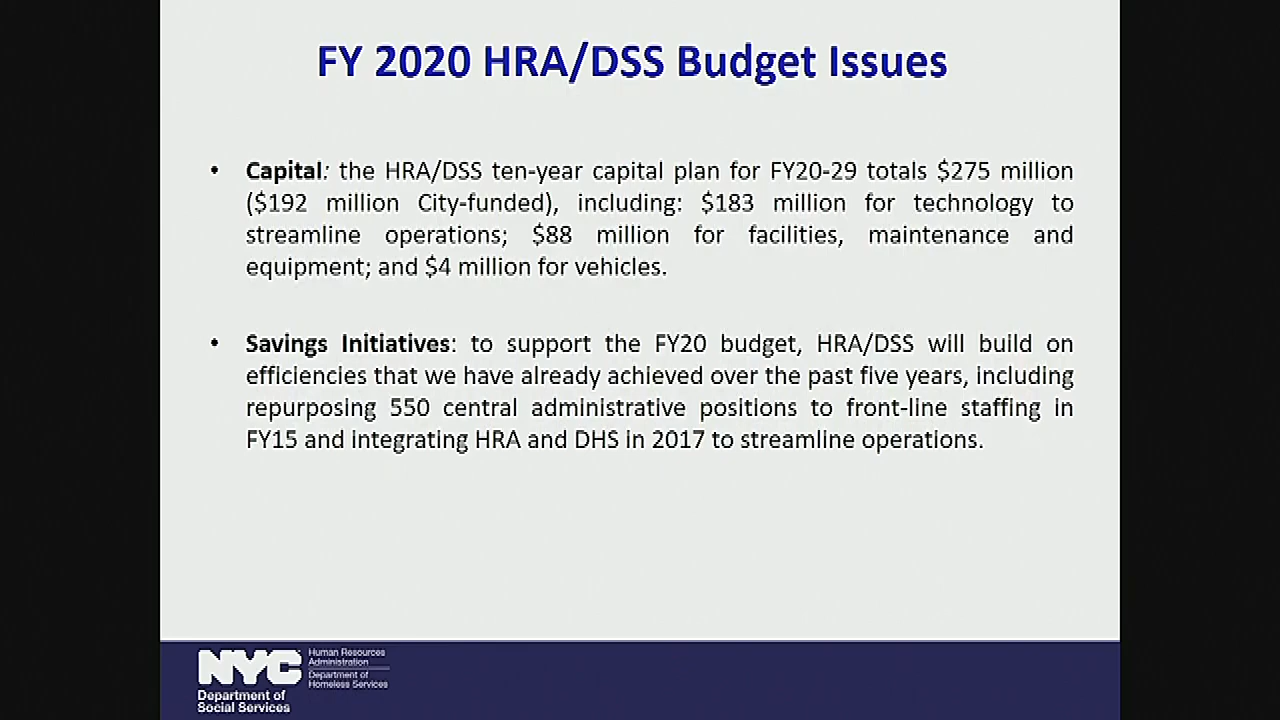 FY 2020 HRA/DSS Budget Issues
• Capital: the HRA/DSS ten-year capital plan for FY20-29 totals $275 million
($192 million City-funded), including: $183 million for technology to
streamline operations; $88 million for facilities, maintenance and
equipment; and $4 million for vehicles.
• Savings Initiatives: to support the FY20 budget, HRA/DSS will build on
efficiencies that we have already achieved over the past five years, including
repurposing 550 central administrative positions to front-line staffing in
FY15 and integrating HRA and DHS in 2017 to streamline operations.
NYC
Department of
Social Services
Human Resources
Administration
Department of
Homeless Services